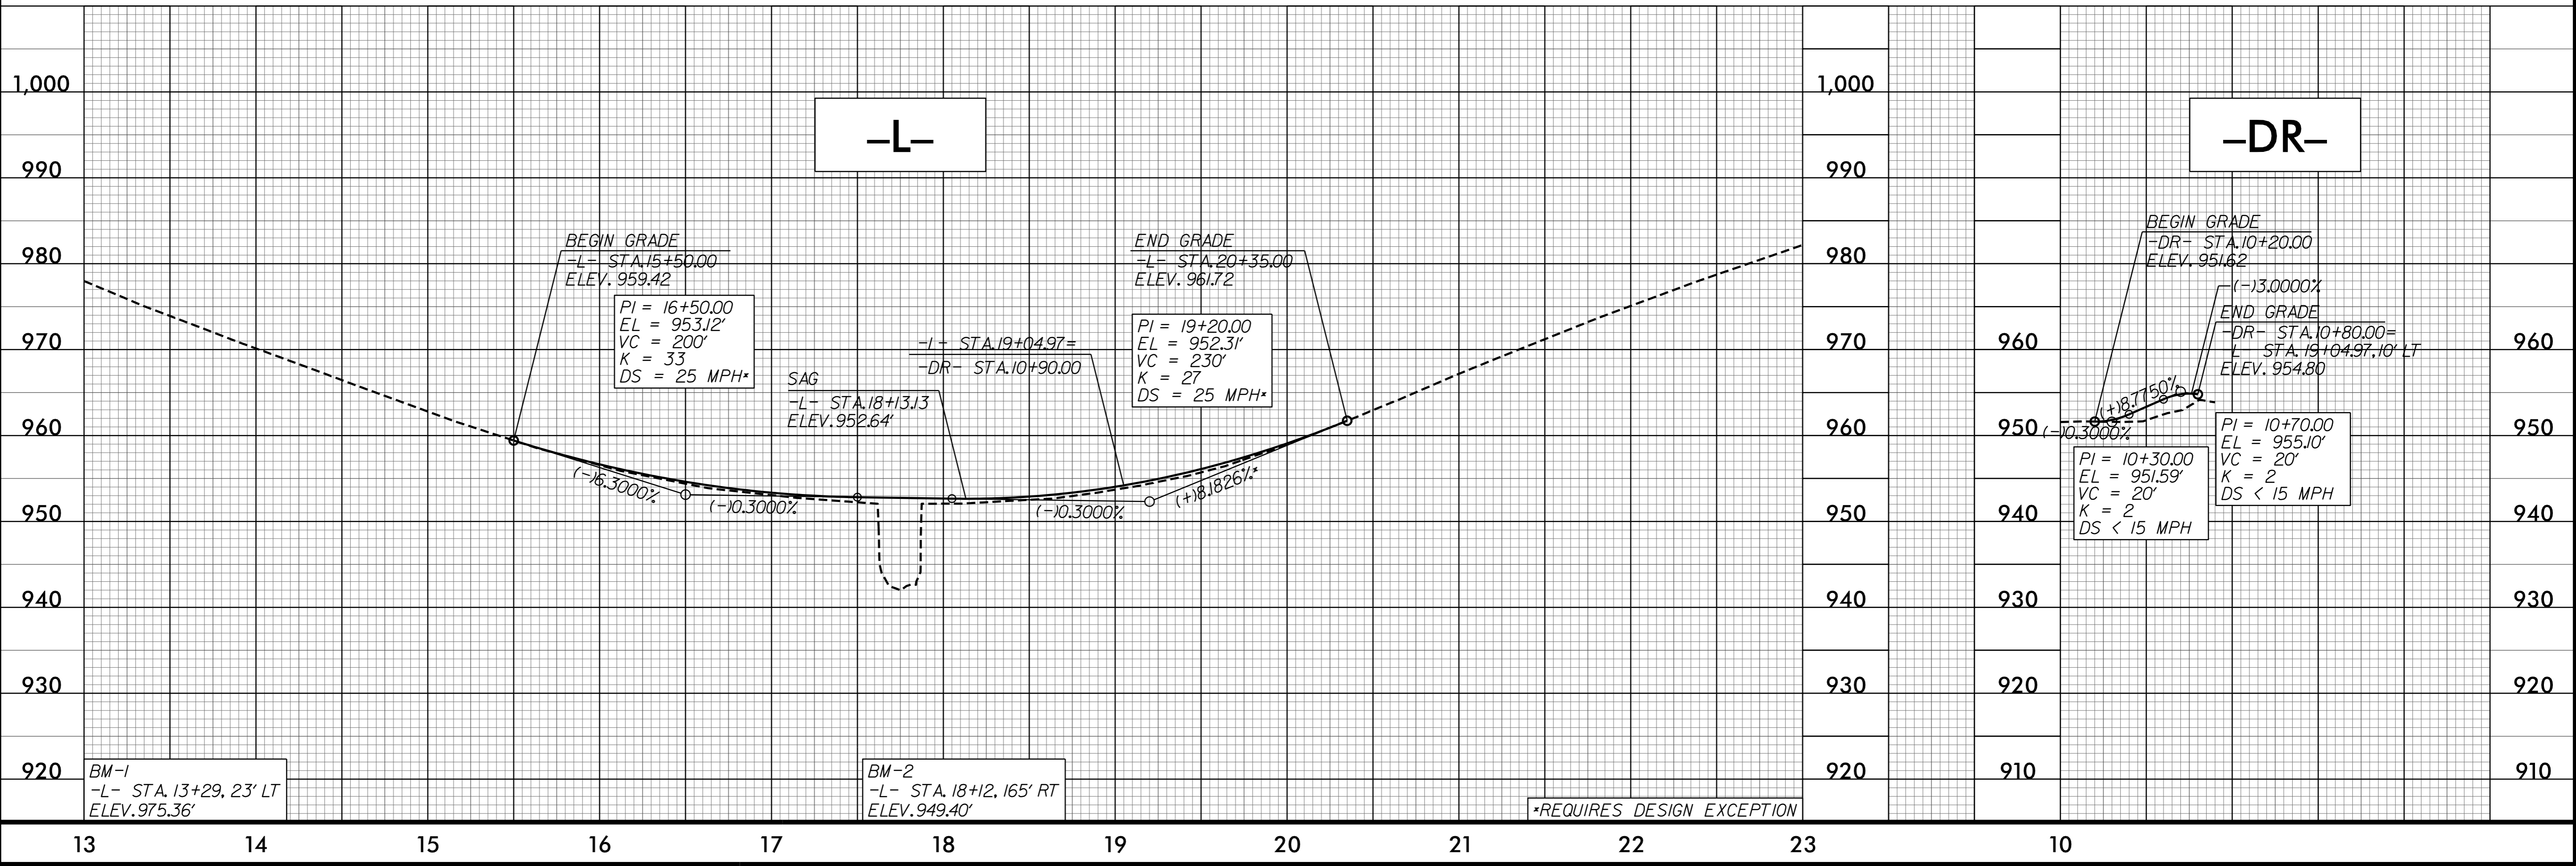 1,000
990
980
970
960
950
940
930
920
-L-
BEGIN GRADE
-L- STA.15+50.00
ELEV. 959.42
PI = 16+50.00
EL = 953.12'
VC = 200'
K = 33
DS = 25 MPH*
SAG
-L- STA.18+13.13
ELEV.952.64'
-L- STA.19+04.97=
-DR- STA.10+90.00
END GRADE
-L- STA.20+35.00
ELEV. 961.72
PI = 19+20.00
EL = 952.31'
VC = 230'
K = 27
DS = 25 MPH*
(-)6.3000%
(-)0.3000%
(-)0.3000%
(+)8.1826%*
BM-1
-L- STA. 13+29, 23' LT
ELEV.975.36'
BM-2
-L- STA. 18+12, 165' RT
ELEV.949.40'
*REQUIRES DESIGN EXCEPTION
1,000
990
980
970
960
950
940
930
920
960
950
940
930
920
910
-DR-
BEGIN GRADE
-DR- STA.10+20.00
ELEV. 951.62
(-)3.0000%
END GRADE
-DR- STA.10+80.00=
-L- STA.19+04.97,10' LT
ELEV. 954.80
(+)8.7750%
(-)0.3000%
PI = 10+30.00
EL = 951.59'
VC = 20'
K = 2
DS < 15 MPH
PI = 10+70.00
EL = 955.10'
VC = 20'
K = 2
DS < 15 MPH
960
950
940
930
920
910
13 14 15 16 17 18 19 20 21 22 23 10